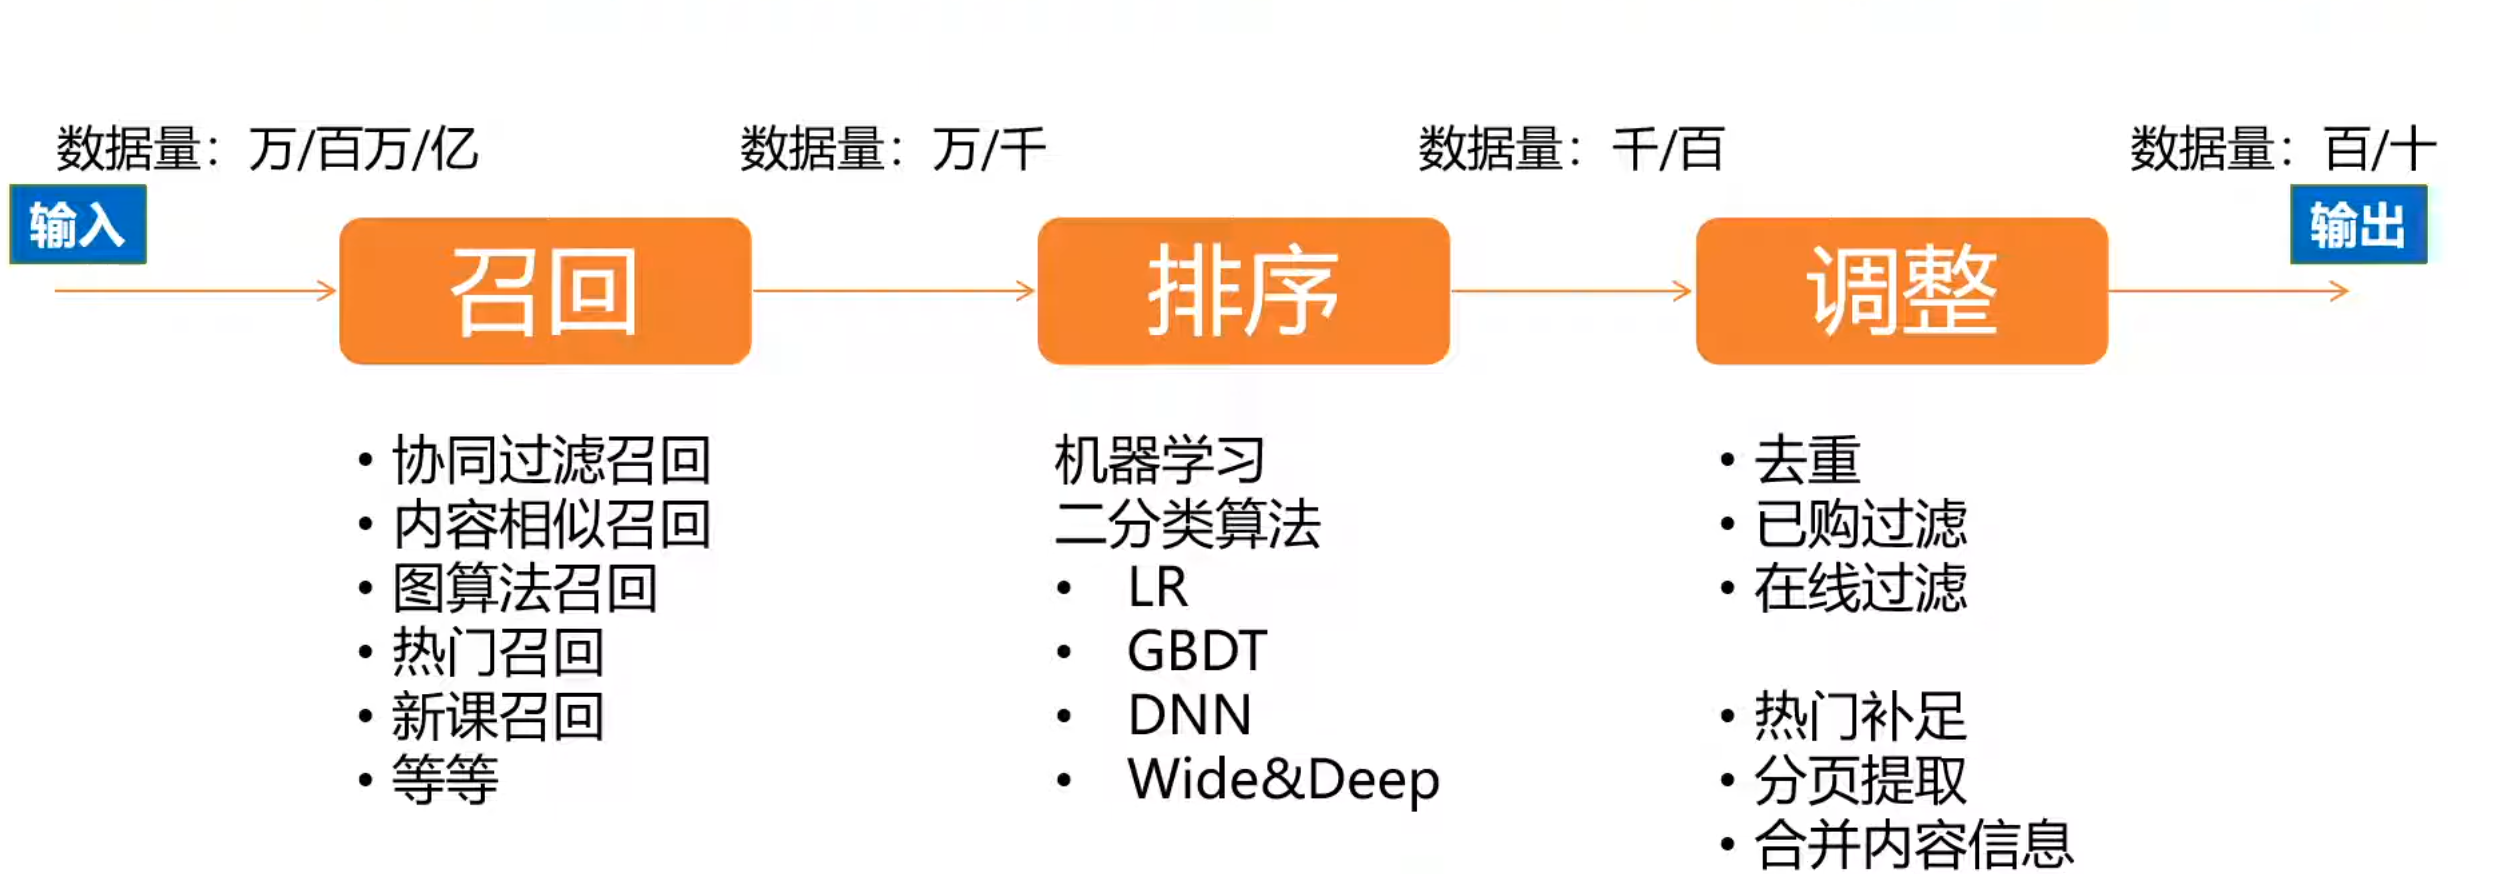 数据量：万/百万/亿
数据量：万/千
数据量：千/百
数据量：百/十
输入
输出
召回
排序
调整
• 协同过滤召回
• 内容相似召回
• 图算法召回
• 热门召回
• 新课召回
• 等等
机器学习
二分类算法
• LR
• GBDT
• DNN
• Wide&Deep
• 去重
• 已购过滤
• 在线过滤
• 热门补足
• 分页提取
• 合并内容信息